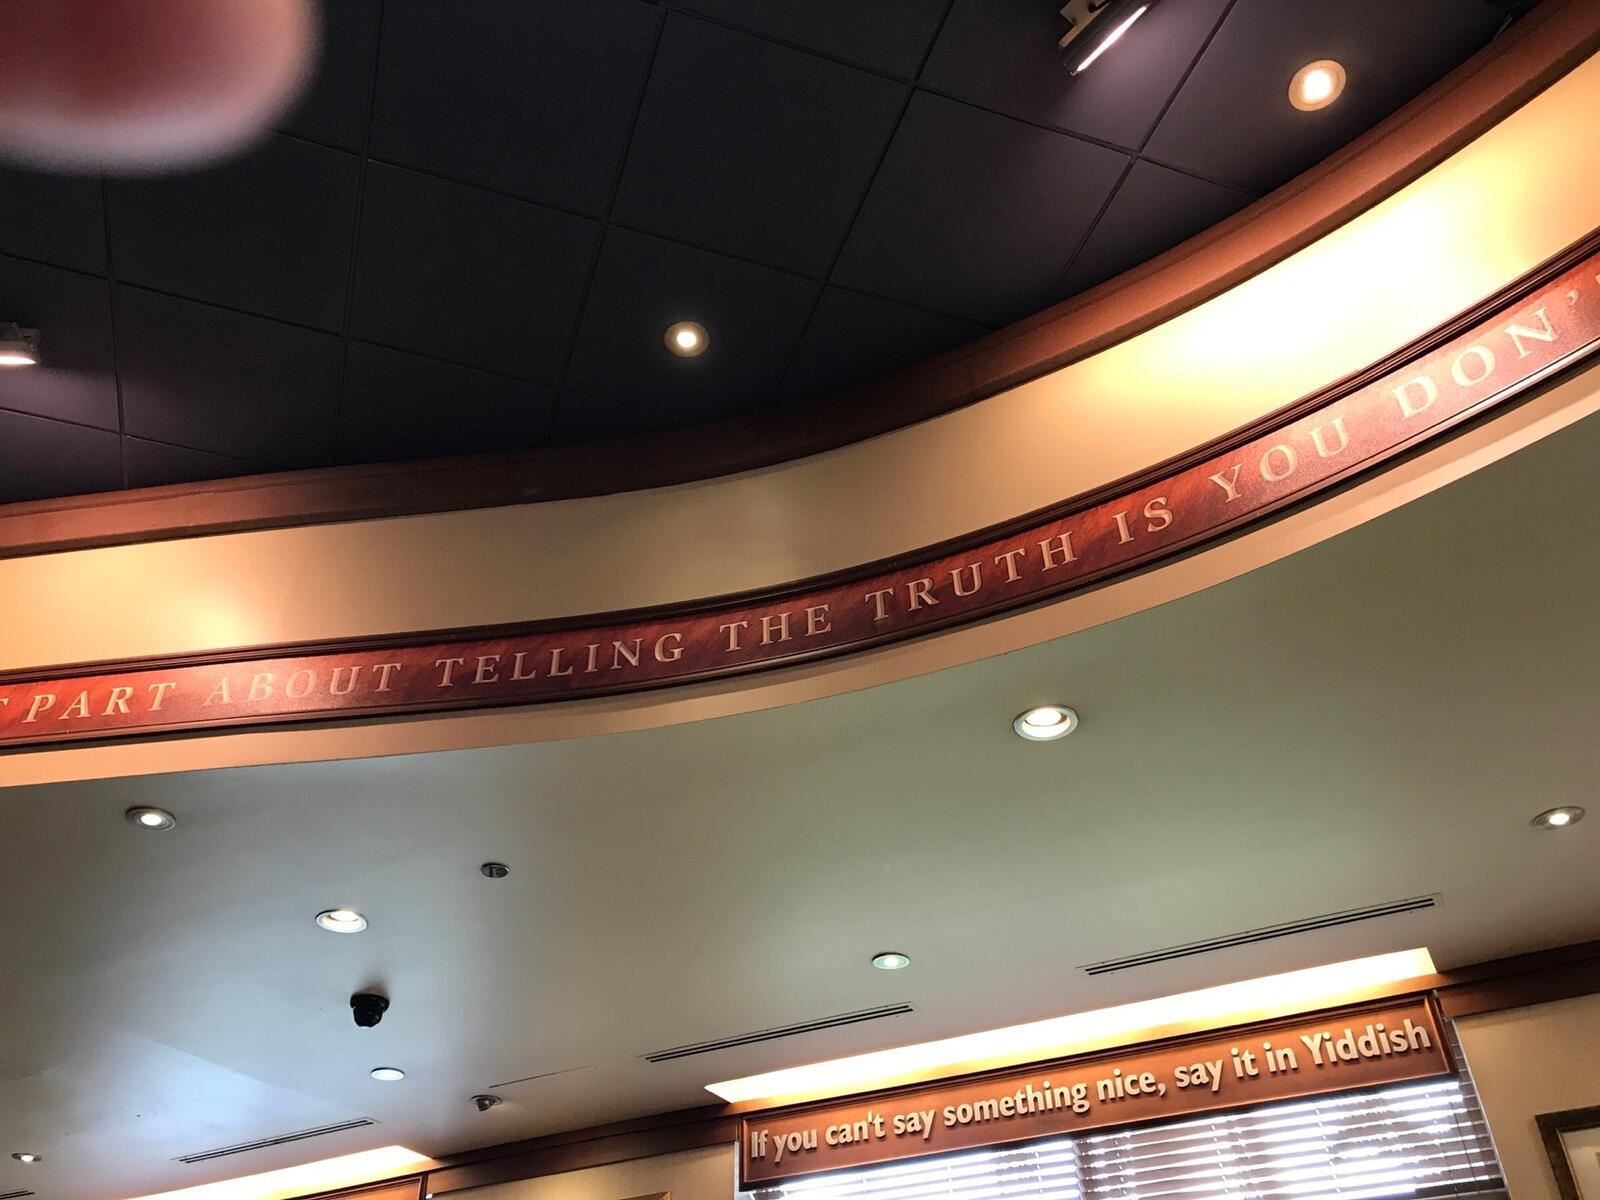 PART ABOUT TELLING THE TRUTH IS YOU DON'
If you can't say something nice, say it in Yiddish